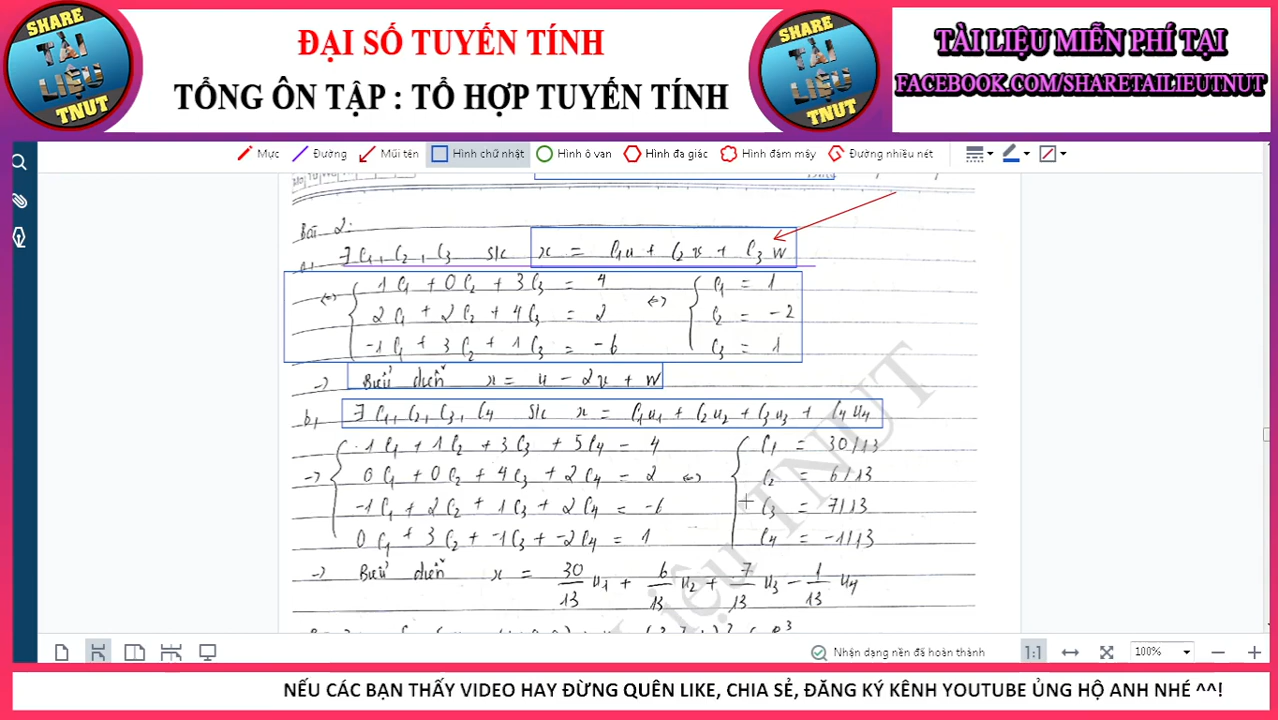 SHARE
TÀI
LIỆU
TNUT
ĐẠI SỐ TUYẾN TÍNH
TỔNG ÔN TẬP : TỔ HỢP TUYẾN TÍNH
SHARE
TÀI
LIỆU
TNUT
TÀI LIỆU MIỄN PHÍ TẠI
FACEBOOK.COM/SHARETAILIEUTNUT
Mực Đường Mũi tên Hình chữ nhật Hình ô van Hình đa giác Hình đám mây Đường nhiều nét
Bài 2:
a, ∃ C1, C2, C3 s/c x = C1u + C2v + C3w
<=> { 1C1 + 0C2 + 3C3 = 4 <=> { C1 = 1
2C1 + 2C2 + 4C3 = 2 C2 = -2
-1C1 + 3C2 + 1C3 = -6 C3 = 1
-> Biểu diễn x = u - 2v + w
b, ∃ C1, C2, C3, C4 s/c x = C1u1 + C2u2 + C3u3 + C4u4
-> { 1C1 + 1C2 + 3C3 + 5C4 = 4 <=> { C1 = 30/13
0C1 + 0C2 + 4C3 + 2C4 = 2 C2 = 6/13
-1C1 + 2C2 + 1C3 + 2C4 = -6 C3 = 7/13
0C1 + 3C2 + -1C3 + -2C4 = 1 C4 = -1/13
-> Biểu diễn x = 30/13 u1 + 6/13 u2 + 7/13 u3 - 1/13 u4
Liệu TNUT
Nhận dạng nền đã hoàn thành 1:1 100%
NẾU CÁC BẠN THẤY VIDEO HAY ĐỪNG QUÊN LIKE, CHIA SẺ, ĐĂNG KÝ KÊNH YOUTUBE ỦNG HỘ ANH NHÉ ^^!